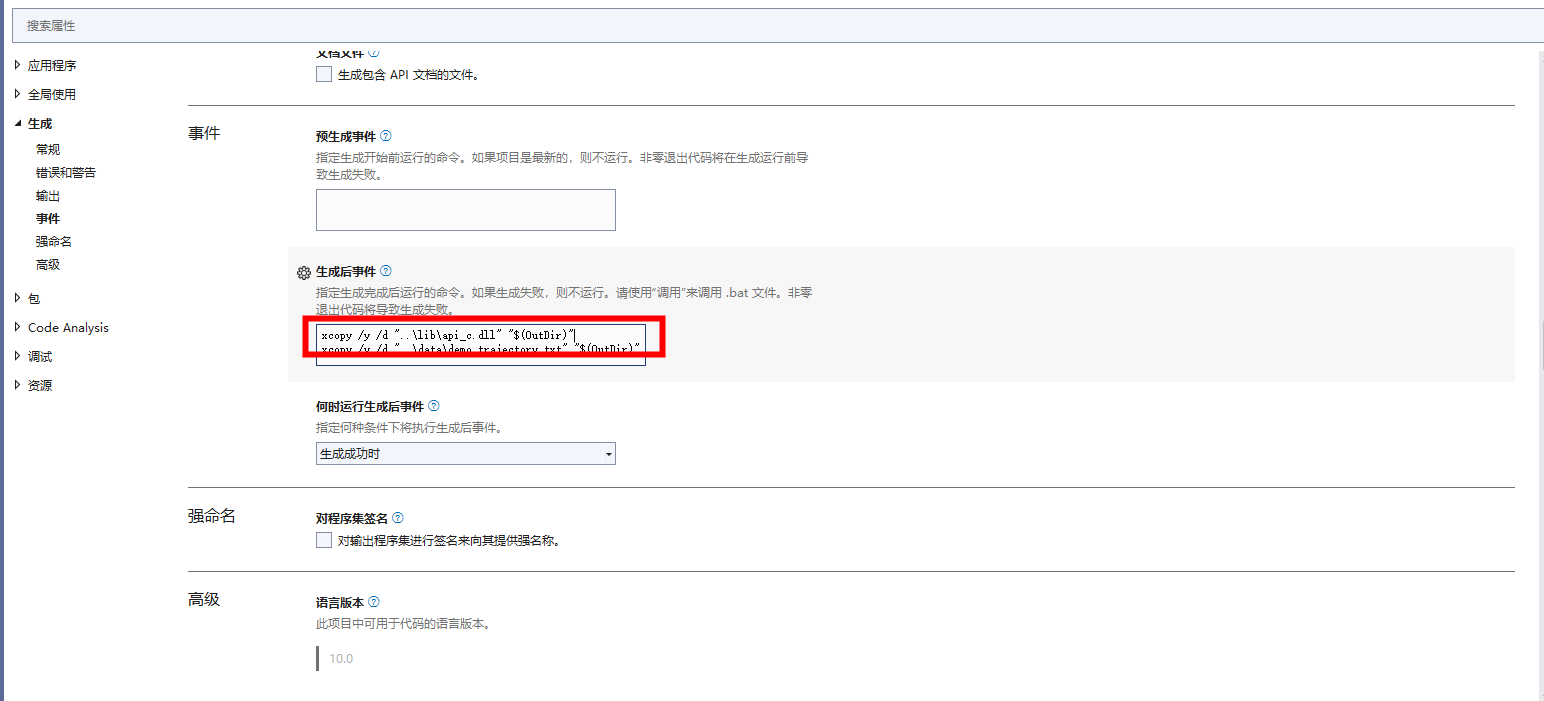 搜索属性
应用程序
全局使用
生成
常规
错误和警告
输出
事件
强命名
高级
包
Code Analysis
调试
资源
文档文件
生成包含 API 文档的文件。
事件
预生成事件
指定生成开始前运行的命令。如果项目是最新的，则不运行。非零退出代码将在生成运行前导
致生成失败。
生成后事件
指定生成完成后运行的命令。如果生成失败，则不运行。请使用“调用”来调用 .bat 文件。非零
退出代码将导致生成失败。
xcopy /y /d "..\lib\api_c.dll" "$(OutDir)"
xcopy /y /d "..\data\demo_trajectory.txt" "$(OutDir)"
何时运行生成后事件
指定何种条件下将执行生成后事件。
生成成功时
强命名
对程序集签名
对输出程序集进行签名来向其提供强名称。
高级
语言版本
此项目中可用于代码的语言版本。
10.0